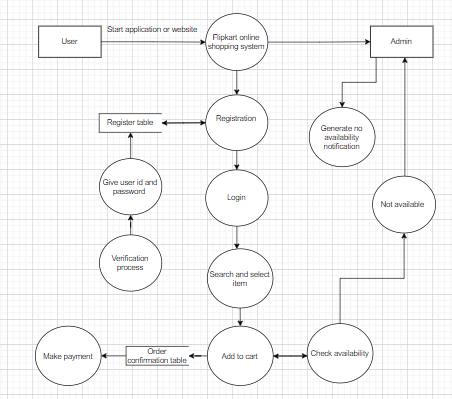 User
Start application or website
Flipkart online
shopping system
Admin
Register table
Registration
Generate no
availability
notification
Give user id and
password
Login
Not available
Verification
process
Search and select
item
Make payment
Order
confirmation table
Add to cart
Check availability